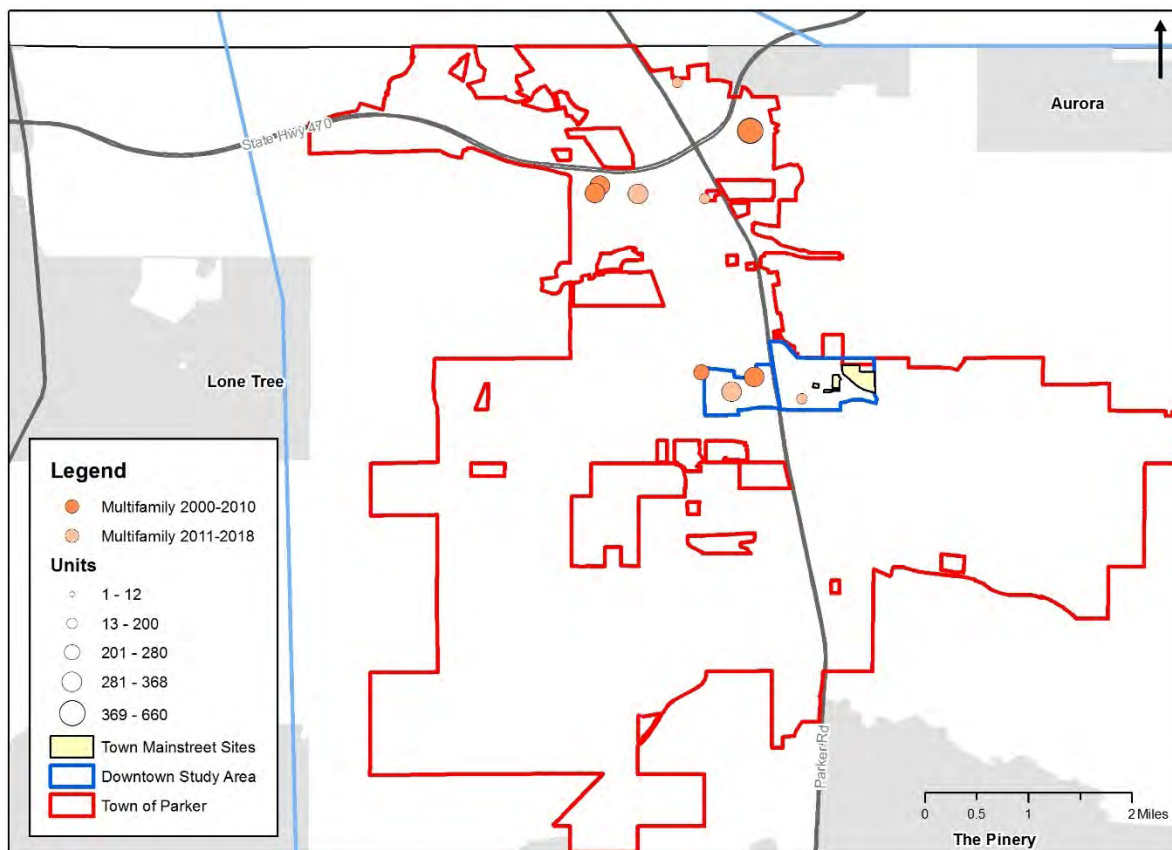 Aurora
State Hwy 470
Lone Tree
Parker Rd
The Pinery
Legend
Multifamily 2000-2010
Multifamily 2011-2018
Units
1 - 12
13 - 200
201 - 280
281 - 368
369 - 660
Town Mainstreet Sites
Downtown Study Area
Town of Parker
0 0.5 1 2 Miles